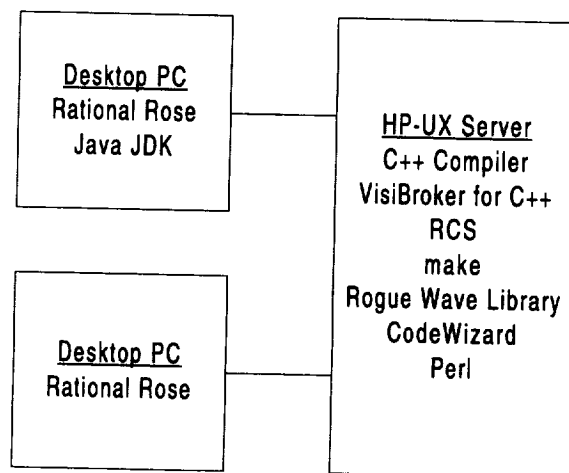 Desktop PC
Rational Rose
Java JDK
HP-UX Server
C++ Compiler
VisiBroker for C++
RCS
make
Rogue Wave Library
CodeWizard
Perl
Desktop PC
Rational Rose